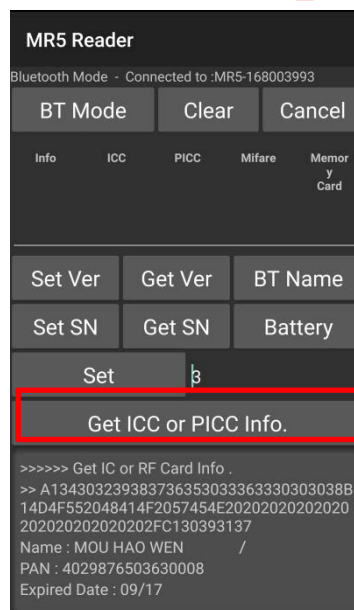 MR5 Reader
Bluetooth Mode - Connected to :MR5-168003993
BT Mode Clear Cancel
Info ICC PICC Mifare Memor
y
Card
Set Ver Get Ver BT Name
Set SN Get SN Battery
Set 3
Get ICC or PICC Info.
>>>>>> Get IC or RF Card Info .
>> A134303239383736353033363330303038B
14D4F552048414F2057454E20202020202020
202020202020202FC130393137
Name : MOU HAO WEN /
PAN : 4029876503630008
Expired Date : 09/17